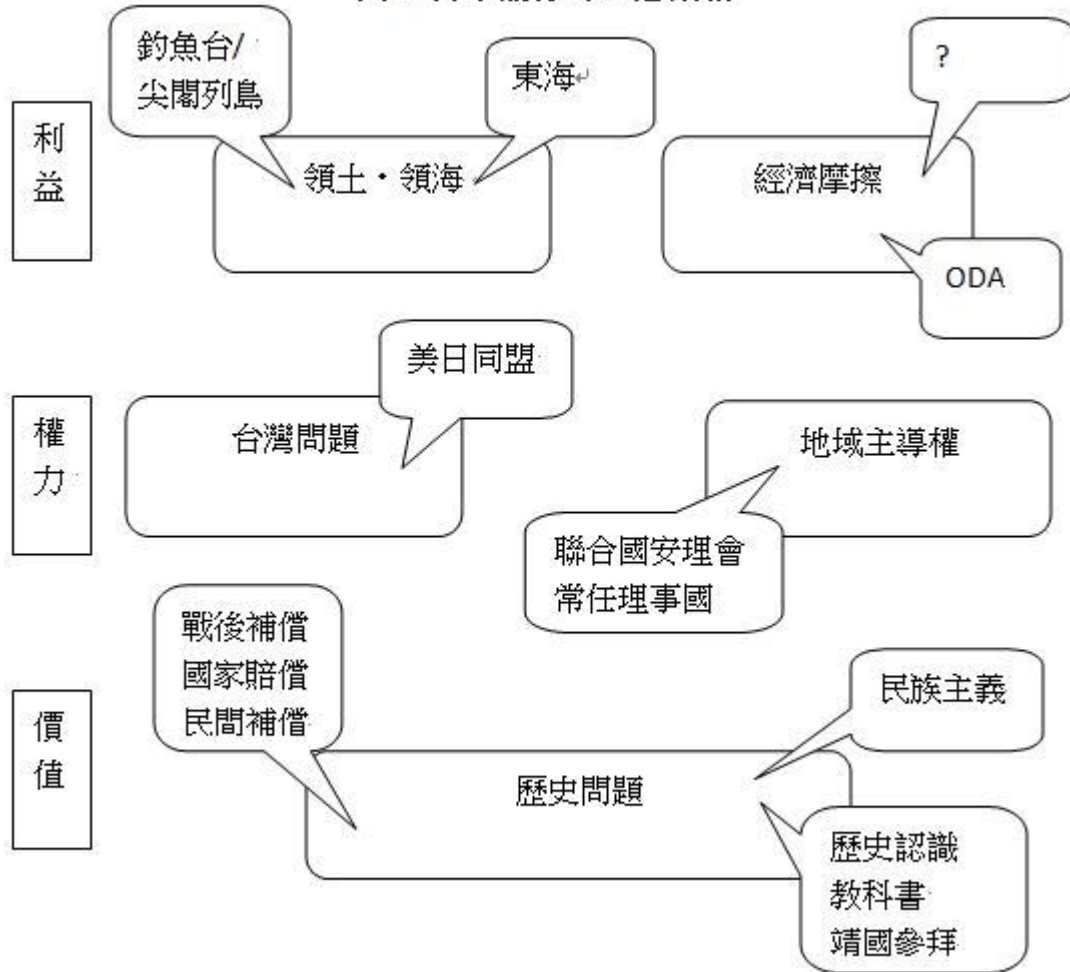 釣魚台/
尖閣列島
東海
?
利
益
領土・領海
經濟摩擦
ODA
美日同盟
權
力
台灣問題
地域主導權
聯合國安理會
常任理事國
戰後補償
國家賠償
民間補償
民族主義
價
值
歷史問題
歷史認識
教科書
靖國參拜